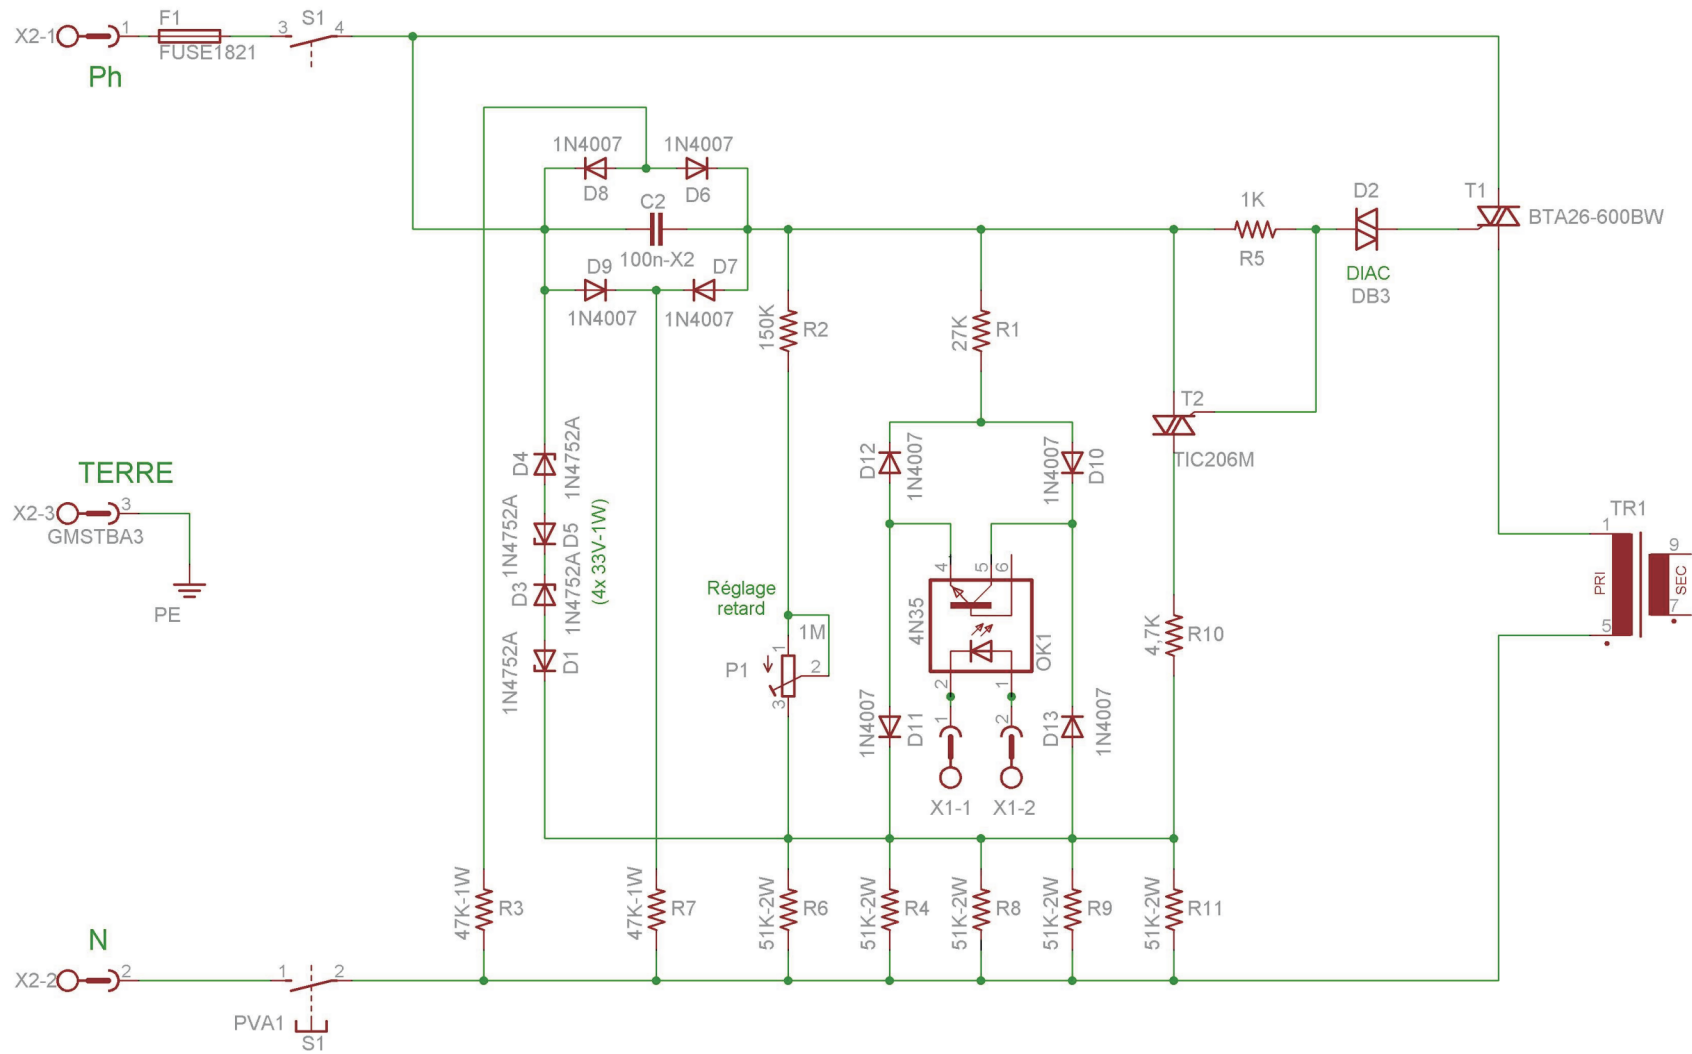 F1
S1
X2-1
1
3
4
FUSE1821
Ph
1N4007
1N4007
D8
D6
C2
100n-X2
D9
D7
1N4007
1N4007
1K
R5
D2
DIAC
DB3
T1
BTA26-600BW
150K
R2
27K
R1
T2
TIC206M
D4
1N4752A
1N4752A
D5
D3
1N4752A
1N4752A
D1
(4x 33V-1W)
TERRE
X2-3
3
GMSTBA3
PE
D12
1N4007
1N4007
D10
Réglage
retard
1M
P1
1
2
3
4
5
6
4N35
OK1
2
1
1
2
X1-1
X1-2
1N4007
D11
D13
1N4007
4,7K
R10
TR1
1
5
PRI
SEC
9
7
47K-1W
R3
47K-1W
R7
51K-2W
R6
51K-2W
R4
51K-2W
R8
51K-2W
R9
51K-2W
R11
N
X2-2
2
1
2
PVA1
S1